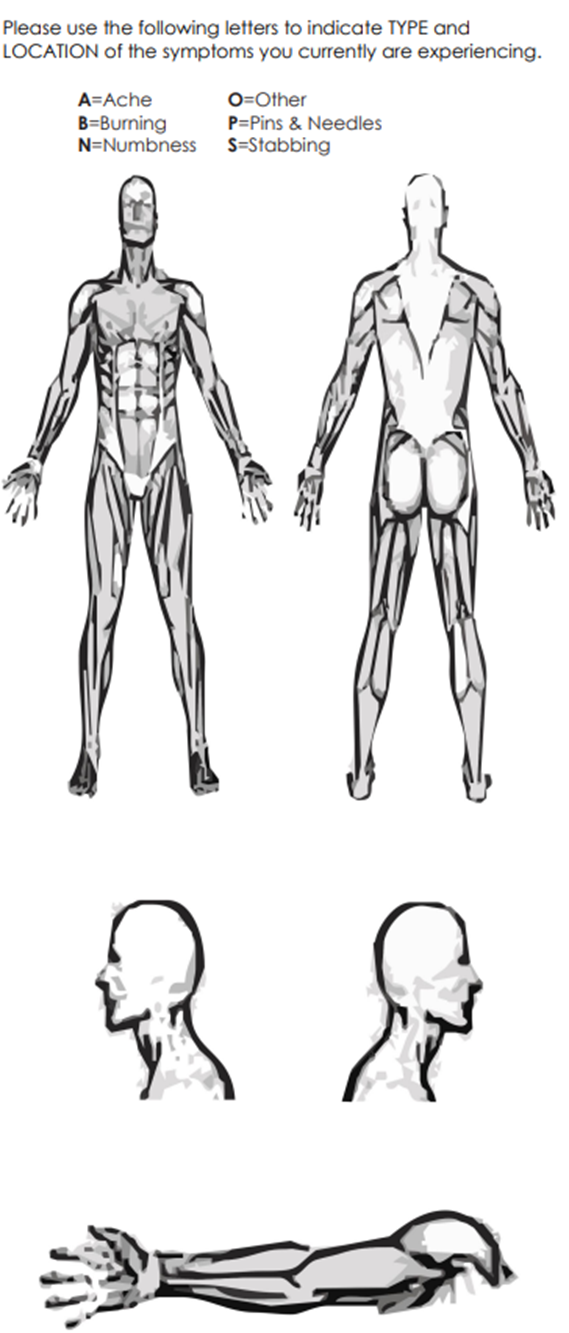 Please use the following letters to indicate TYPE and
LOCATION of the symptoms you currently are experiencing.
A=Ache O=Other
B=Burning P=Pins & Needles
N=Numbness S=Stabbing